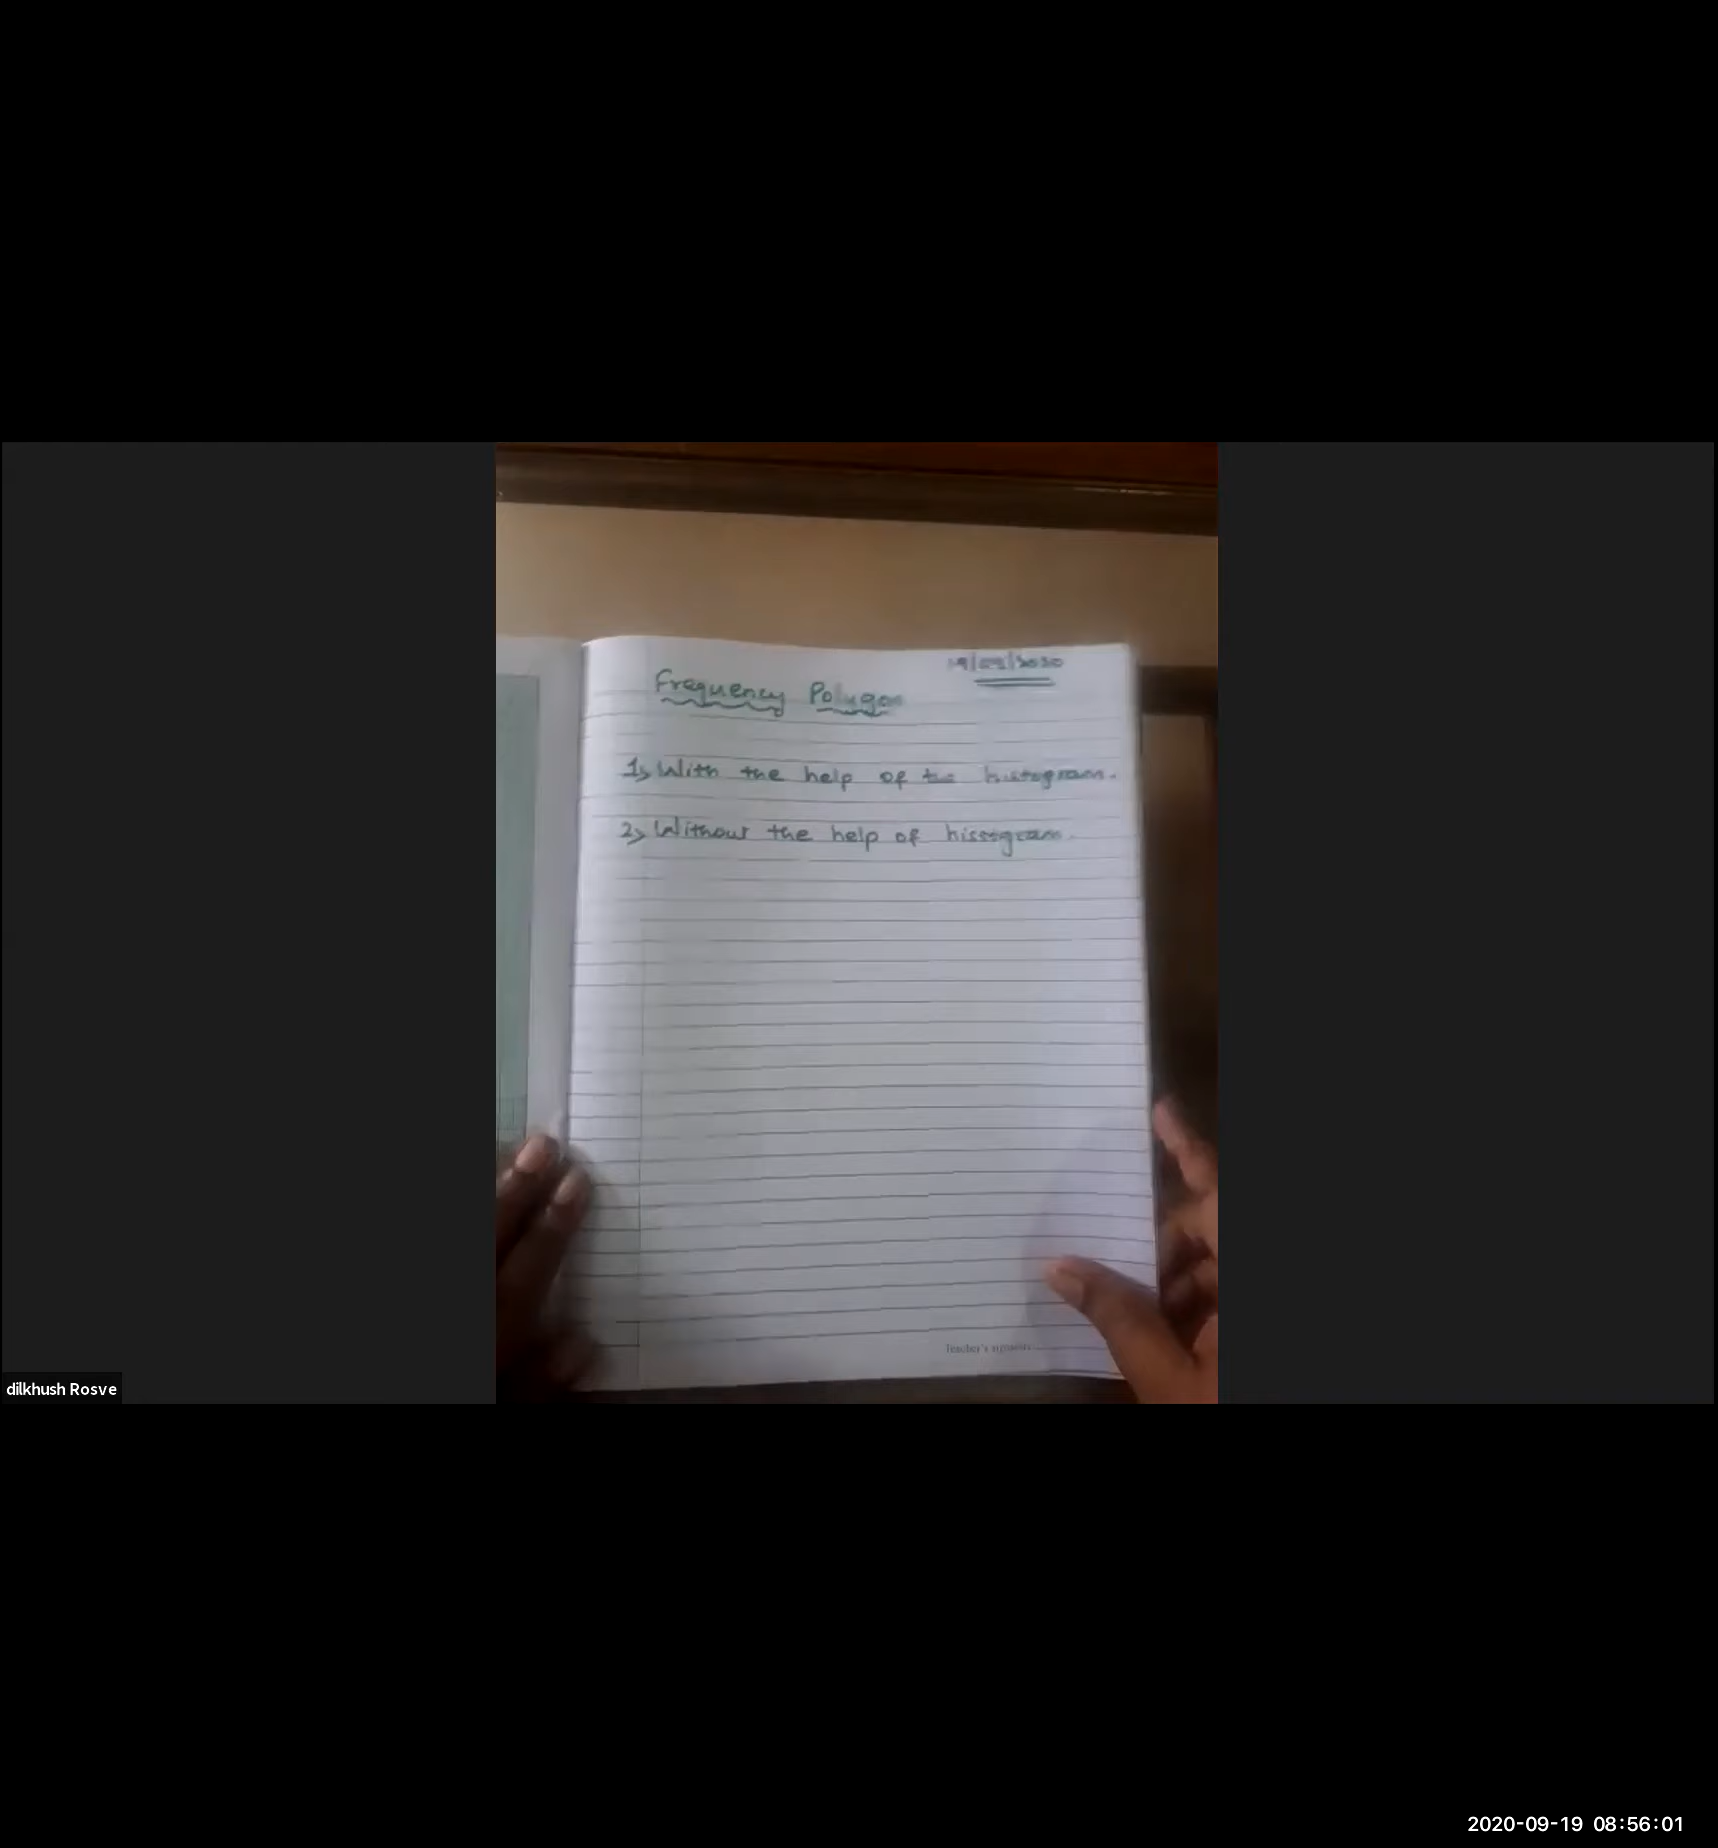 19/09/2020
Frequency Polygon
1) With the help of histogram.
2) Without the help of histogram.
Teacher's
dilkhush Rosve
2020-09-19 08:56:01